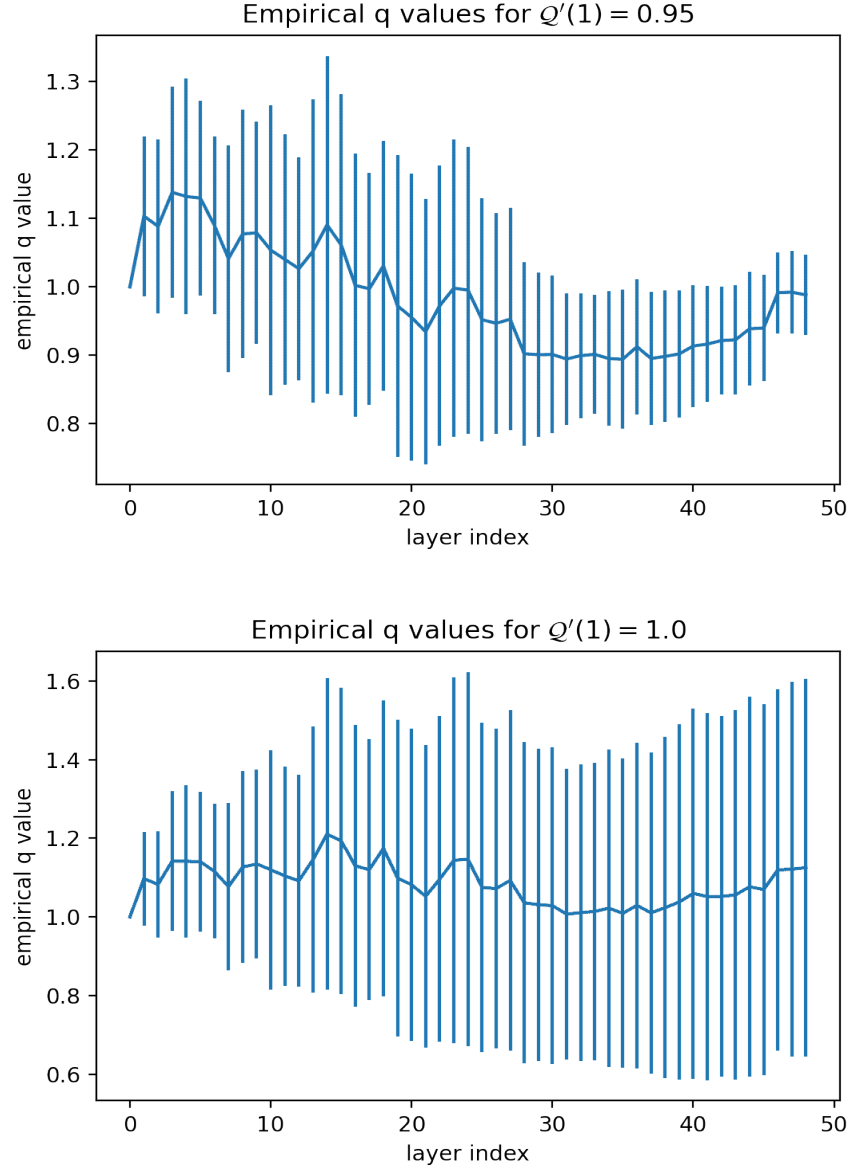 Empirical q values for 𝒬′(1) = 0.95
empirical q value
1.3
1.2
1.1
1.0
0.9
0.8
0 10 20 30 40 50
layer index
Empirical q values for 𝒬′(1) = 1.0
empirical q value
1.6
1.4
1.2
1.0
0.8
0.6
0 10 20 30 40 50
layer index